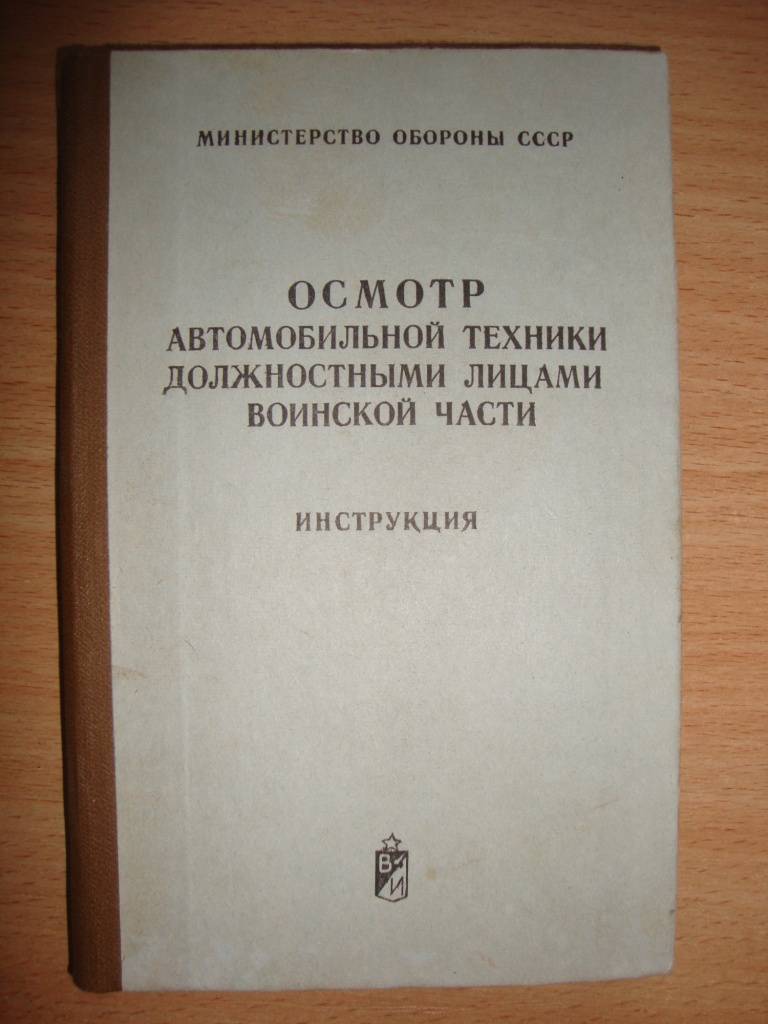 МИНИСТЕРСТВО ОБОРОНЫ СССР
ОСМОТР
АВТОМОБИЛЬНОЙ ТЕХНИКИ
ДОЛЖНОСТНЫМИ ЛИЦАМИ
ВОИНСКОЙ ЧАСТИ
ИНСТРУКЦИЯ
В
И